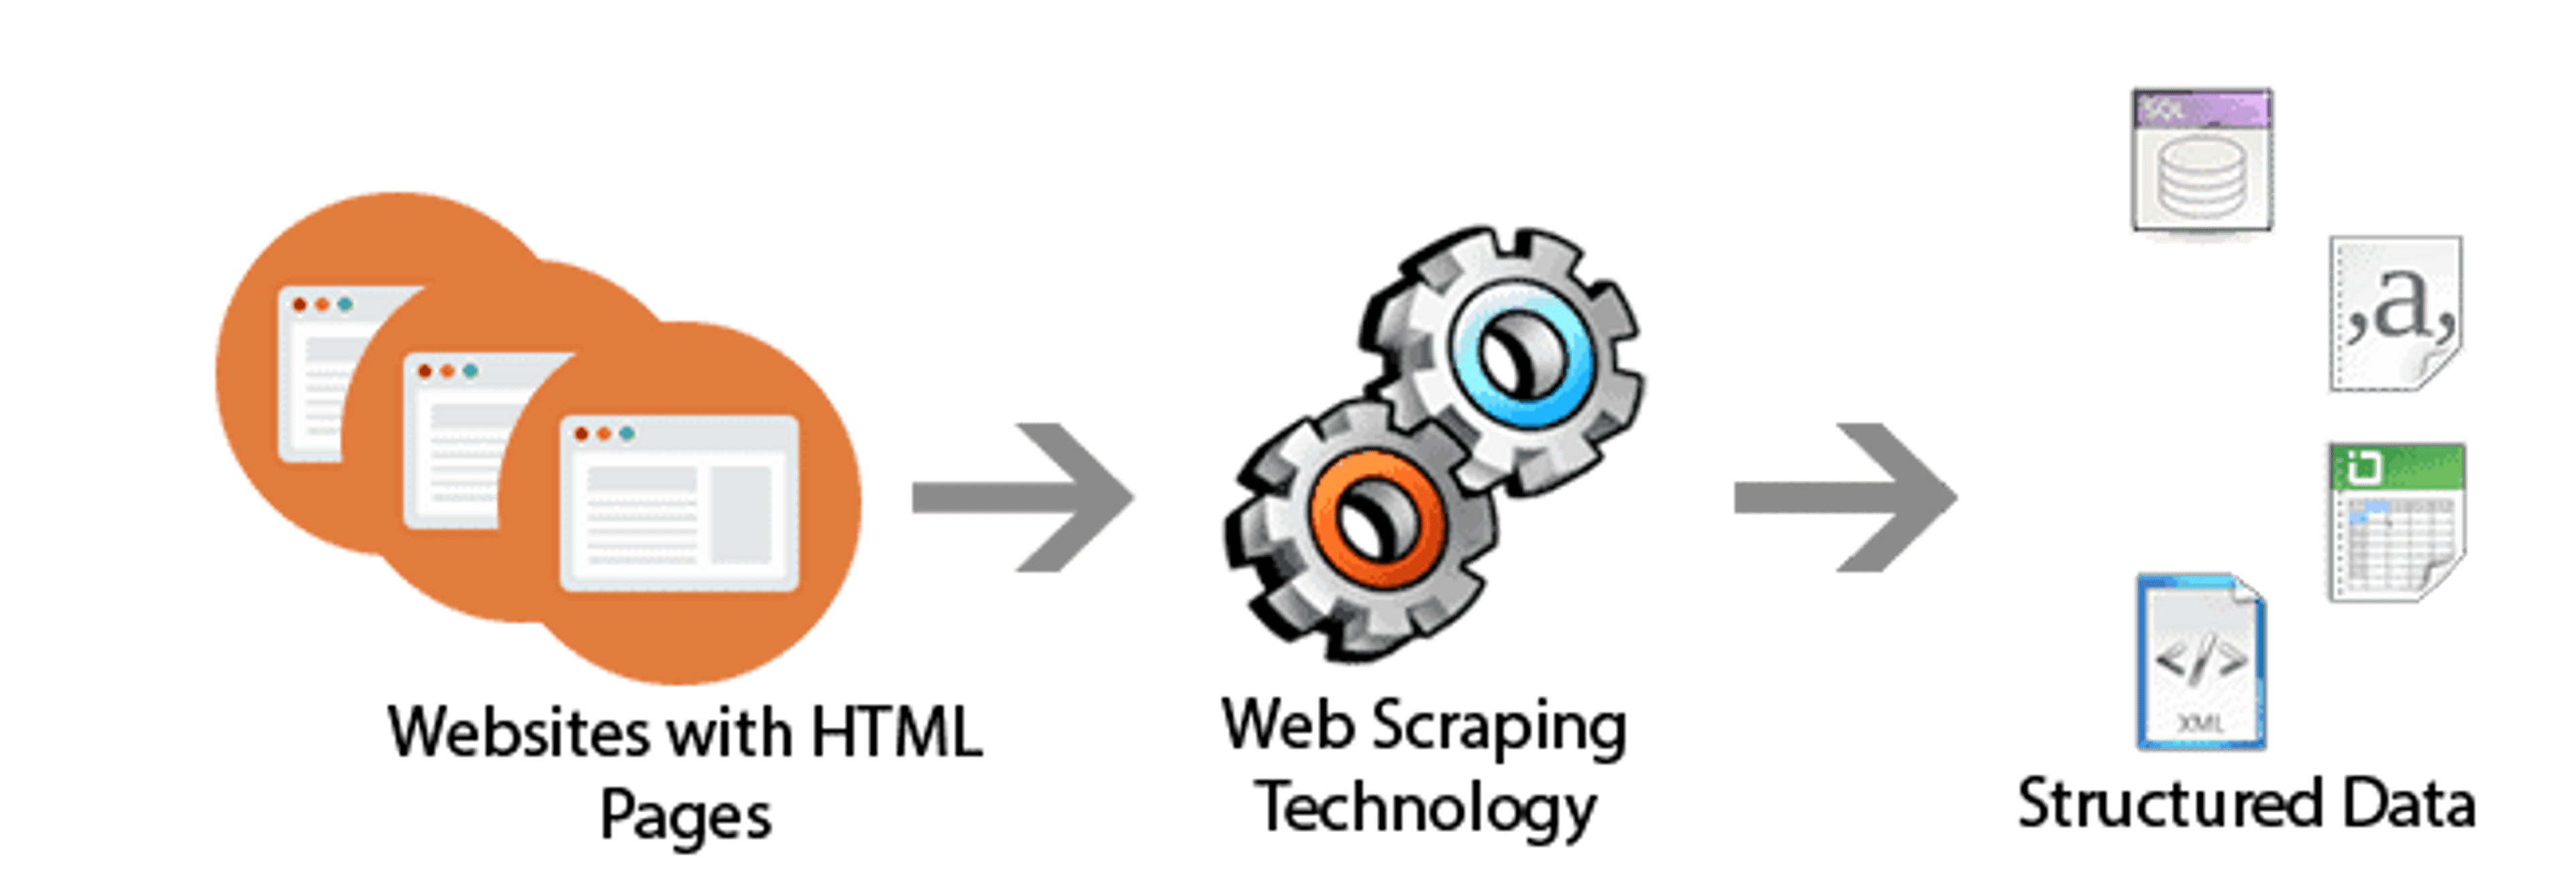 SQL
,a,
XML
Websites with HTML
Pages
Web Scraping
Technology
Structured Data